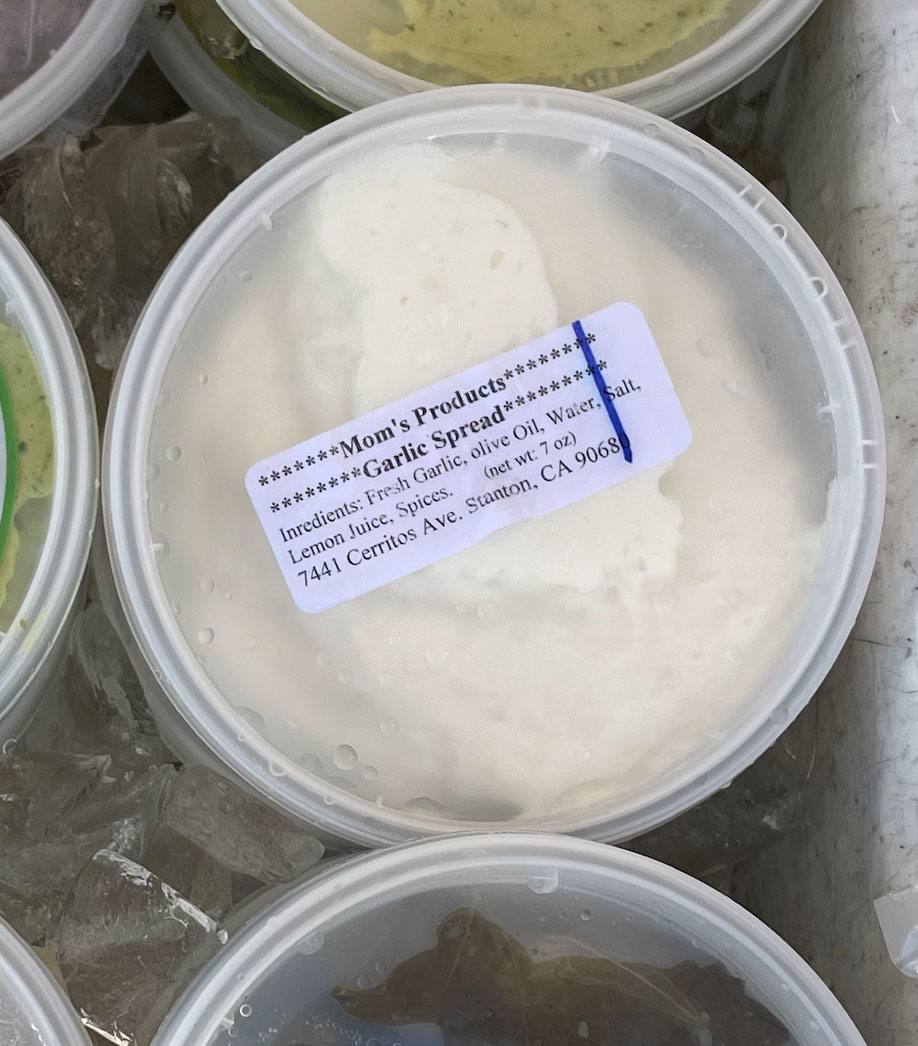 *******Mom's Products********
********Garlic Spread*********
Inredients: Fresh Garlic, olive Oil, Water, Salt,
Lemon Juice, Spices. (net wt: 7 oz)
7441 Cerritos Ave. Stanton, CA 90680